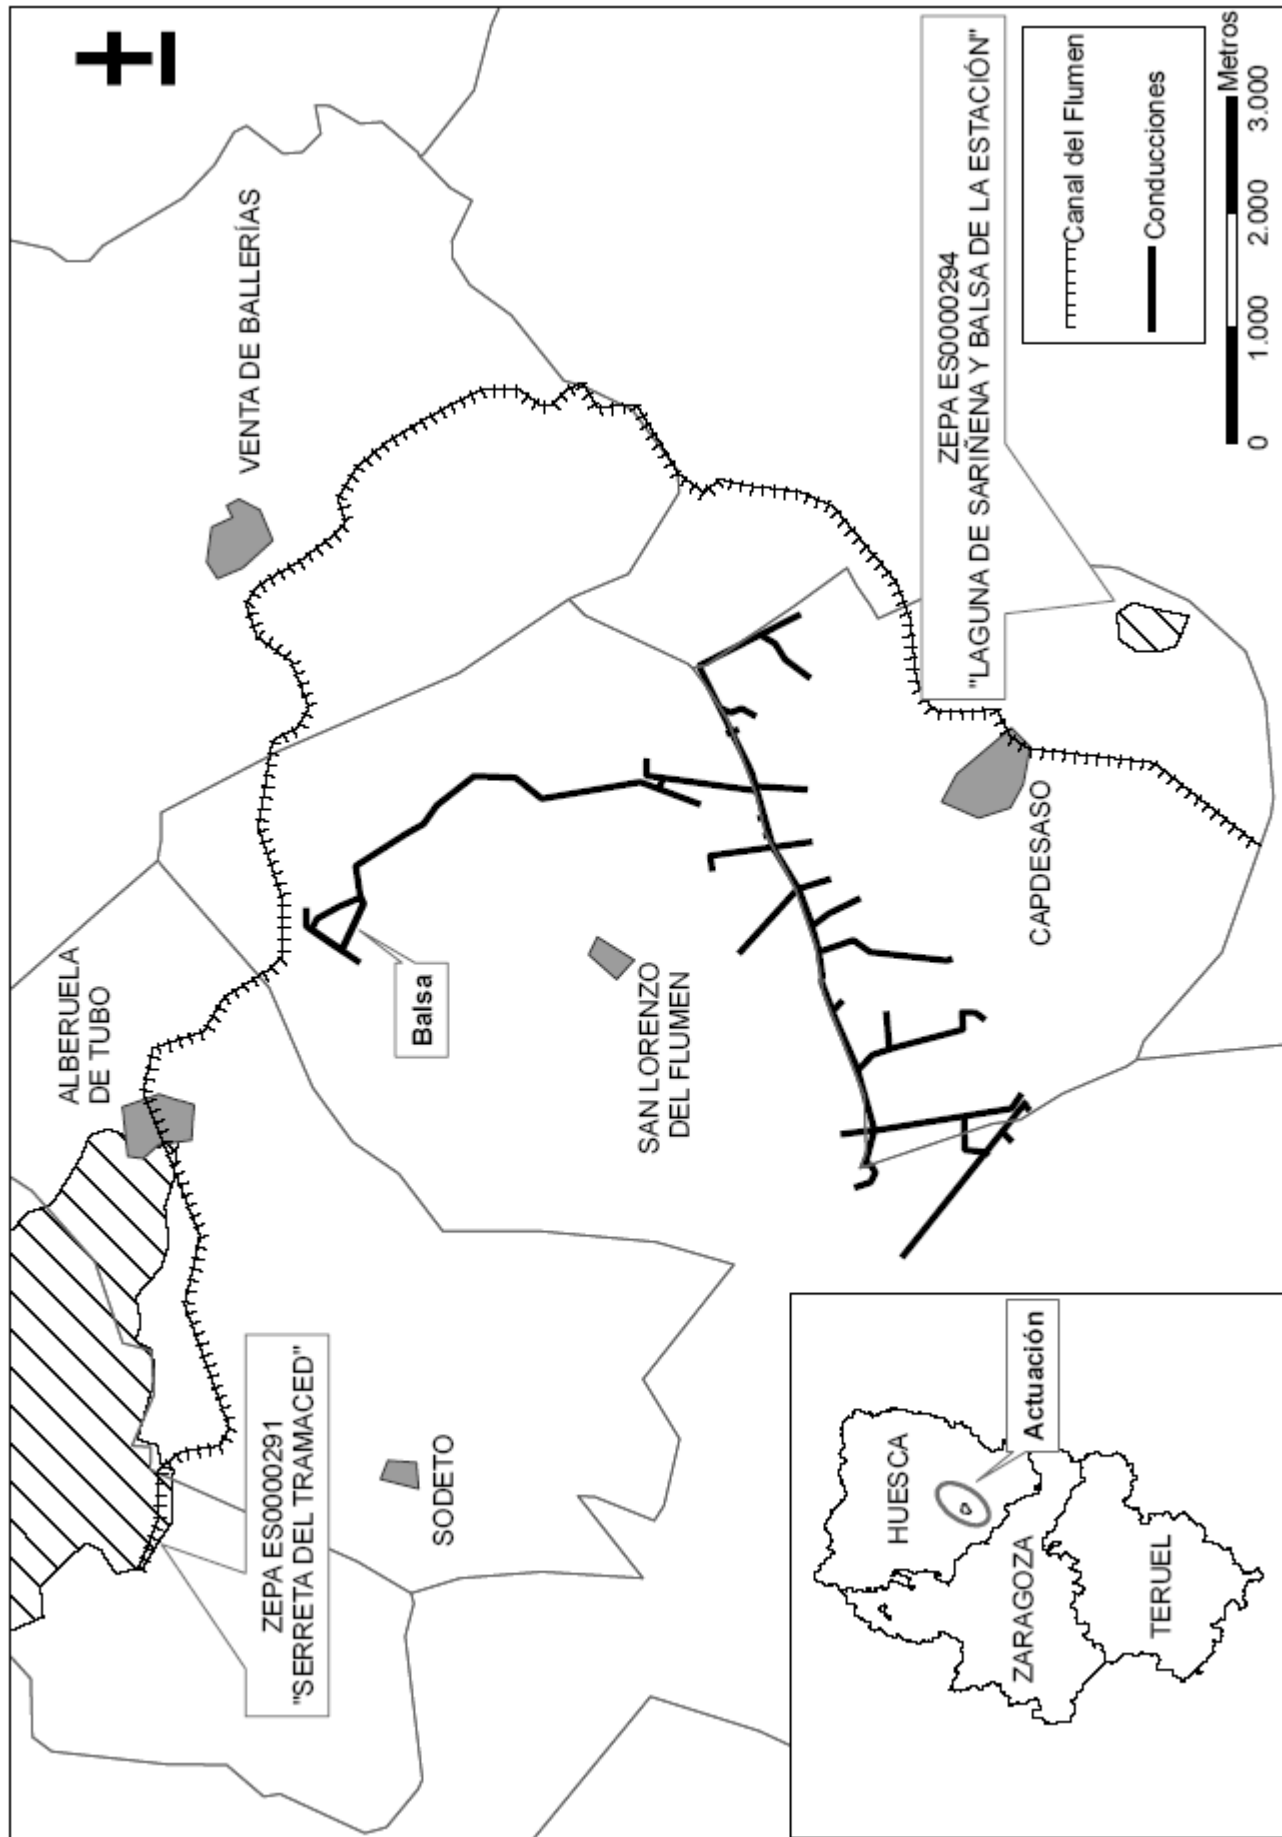 ALBERUELA
DE TUBO
VENTA DE BALLERÍAS
ZEPA ES0000291
"SERRETA DEL TRAMACED"
Balsa
SODETO
SAN LORENZO
DEL FLUMEN
CAPDESASO
ZEPA ES0000294
"LAGUNA DE SARIÑENA Y BALSA DE LA ESTACIÓN"
HUESCA
ZARAGOZA
TERUEL
Actuación
Canal del Flumen
Conducciones
0 1.000 2.000 3.000
Metros